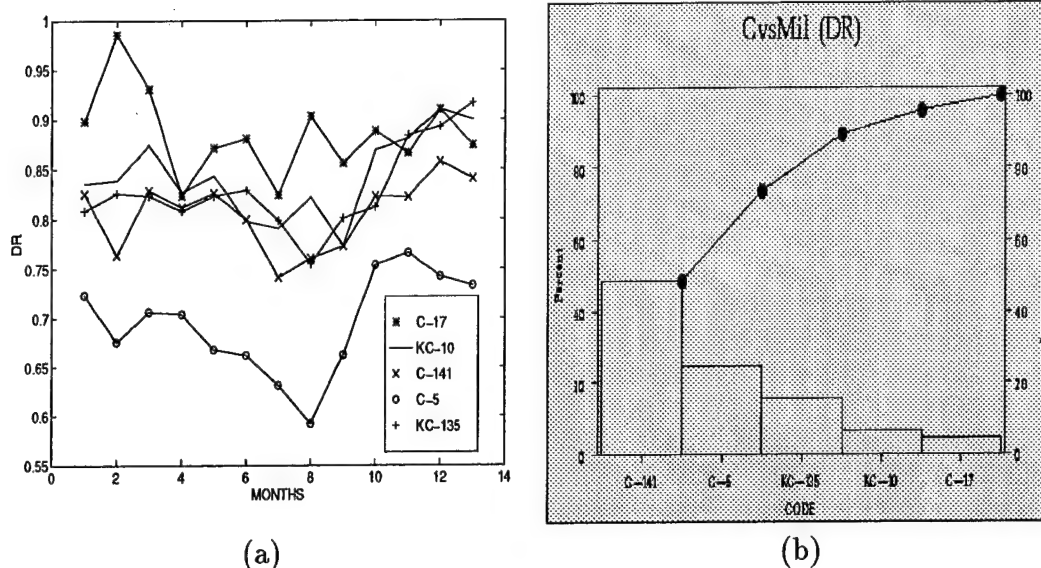 1
0.95
0.9
0.85
0.8
0.75
0.7
0.65
0.6
0.55
DR
0 2 4 6 8 10 12 14
MONTHS
C-17
KC-10
C-141
C-5
KC-135
(a)
CvsMil (DR)
100
80
60
40
20
0
Percent
100
80
60
40
20
0
C-141 C-5 KC-135 KC-10 C-17
CODE
(b)